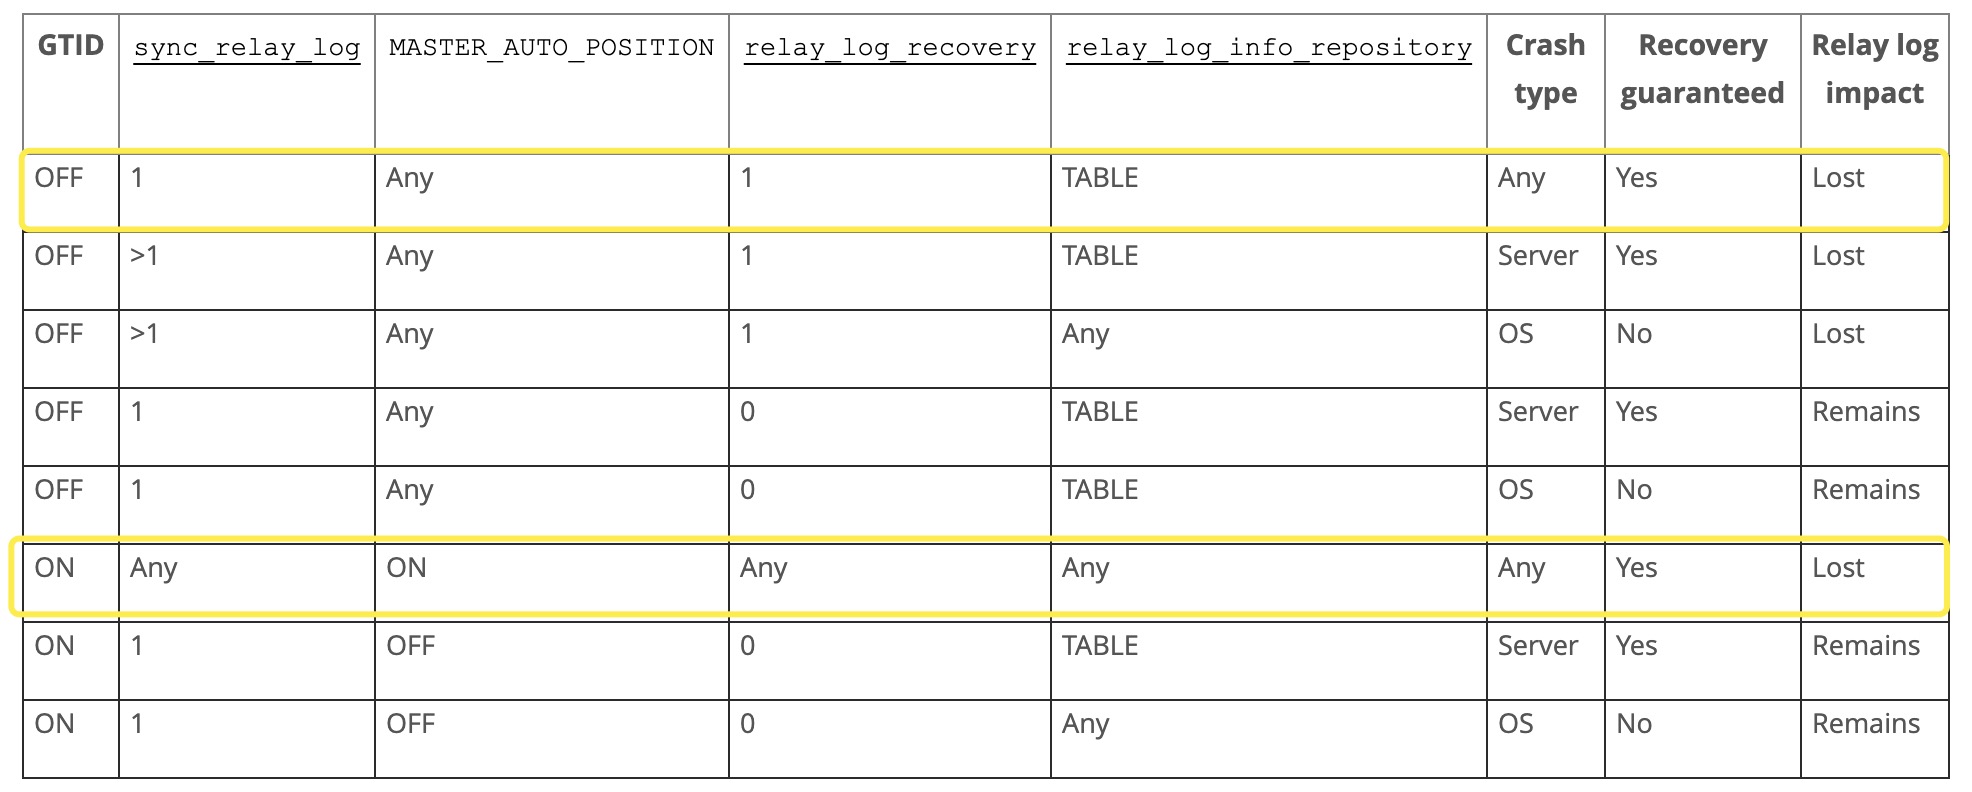 GTID sync_relay_log MASTER_AUTO_POSITION relay_log_recovery relay_log_info_repository Crash type Recovery guaranteed Relay log impact
OFF 1 Any 1 TABLE Any Yes Lost
OFF >1 Any 1 TABLE Server Yes Lost
OFF >1 Any 1 Any OS No Lost
OFF 1 Any 0 TABLE Server Yes Remains
OFF 1 Any 0 TABLE OS No Remains
ON Any ON Any Any Any Yes Lost
ON 1 OFF 0 TABLE Server Yes Remains
ON 1 OFF 0 Any OS No Remains